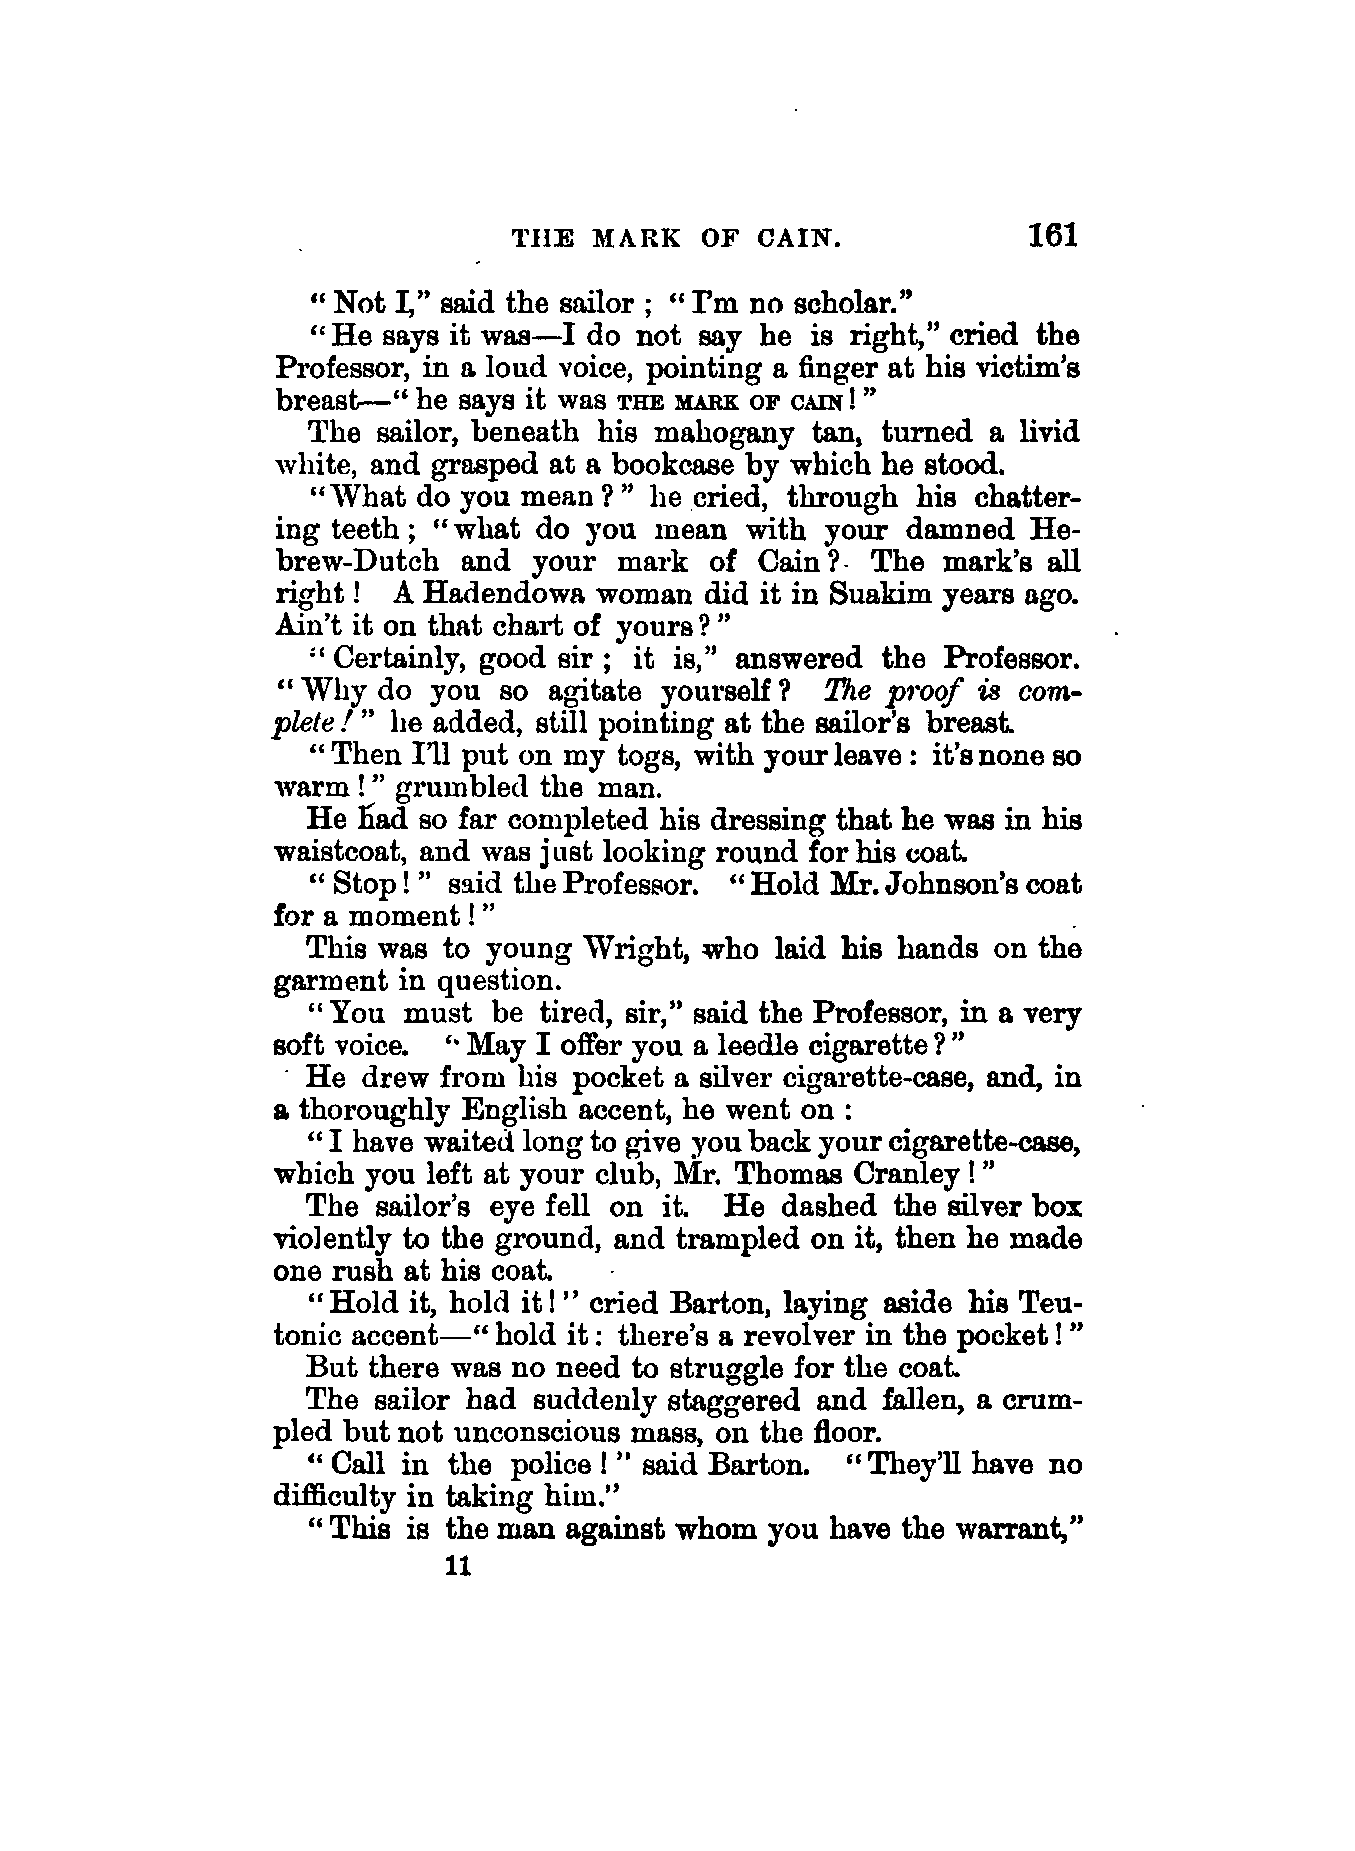 THE MARK OF CAIN. 161
" Not I," said the sailor ; " I'm no scholar."
" He says it was—I do not say he is right," cried the
Professor, in a loud voice, pointing a finger at his victim's
breast—" he says it was THE MARK OF CAIN ! "
The sailor, beneath his mahogany tan, turned a livid
white, and grasped at a bookcase by which he stood.
" What do you mean ? " he cried, through his chatter-
ing teeth ; " what do you mean with your damned He-
brew-Dutch and your mark of Cain ? The mark's all
right ! A Hadendowa woman did it in Suakim years ago.
Ain't it on that chart of yours ? "
" Certainly, good sir ; it is," answered the Professor.
" Why do you so agitate yourself ? The proof is com-
plete ! " he added, still pointing at the sailor's breast.
" Then I'll put on my togs, with your leave : it's none so
warm ! " grumbled the man.
He had so far completed his dressing that he was in his
waistcoat, and was just looking round for his coat.
" Stop ! " said the Professor. " Hold Mr. Johnson's coat
for a moment ! "
This was to young Wright, who laid his hands on the
garment in question.
" You must be tired, sir," said the Professor, in a very
soft voice. " May I offer you a leedle cigarette ? "
He drew from his pocket a silver cigarette-case, and, in
a thoroughly English accent, he went on :
" I have waited long to give you back your cigarette-case,
which you left at your club, Mr. Thomas Cranley ! "
The sailor's eye fell on it. He dashed the silver box
violently to the ground, and trampled on it, then he made
one rush at his coat.
" Hold it, hold it ! " cried Barton, laying aside his Teu-
tonic accent—" hold it : there's a revolver in the pocket ! "
But there was no need to struggle for the coat.
The sailor had suddenly staggered and fallen, a crum-
pled but not unconscious mass, on the floor.
" Call in the police ! " said Barton. " They'll have no
difficulty in taking him."
" This is the man against whom you have the warrant,"
11